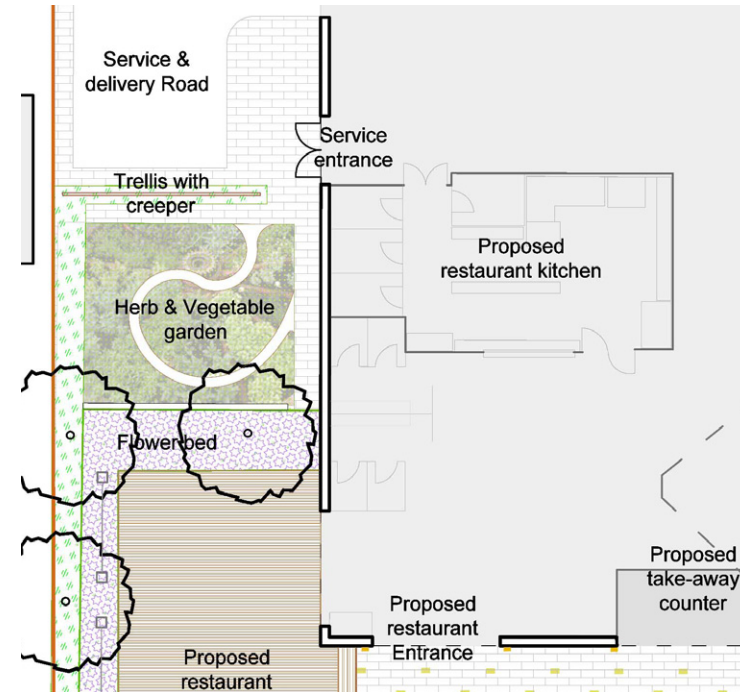 Service &
delivery Road
Service
entrance
Trellis with
creeper
Proposed
restaurant kitchen
Herb & Vegetable
garden
Flowerbed
Proposed
take-away
counter
Proposed
restaurant
Entrance
Proposed
restaurant